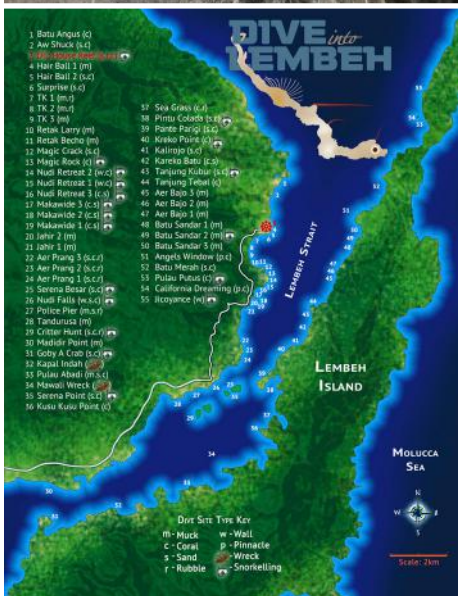 DIVE into
LEMBEH
1 Batu Angus (c)
2 Aw Shuck (s.c)
4 Hair Ball 1 (m)
5 Hair Ball 2 (s.c)
6 Surprise (s.c)
7 TK 1 (m,r)
8 TK 2 (m,r)
9 TK 3 (m)
10 Retak Larry (m)
11 Retak Becho (m)
12 Magic Crack (s.c)
13 Magic Rock (c)
14 Nudi Retreat 2 (w.c)
15 Nudi Retreat 1 (w.c)
16 Nudi Retreat 3 (c.s)
17 Makawide 3 (c.s)
18 Makawide 2 (c.s)
19 Makawide 1 (c.s)
20 Jahir 2 (m)
21 Jahir 1 (m)
22 Aer Prang 3 (s.c.r)
23 Aer Prang 2 (s.c.r)
24 Aer Prang 1 (s.c.r)
25 Serena Besar (s.c)
26 Nudi Falls (w.s.c)
27 Police Pier (m.s.r)
28 Tandurusa (m)
29 Critter Hunt (s.c.r)
30 Madidir Point (m)
31 Goby A Crab (s.c)
32 Kapal Indah
33 Pulau Abadi (m.s.c)
34 Mawali Wreck
35 Serena Point (s.c)
36 Kusu Kusu Point (c)
37 Sea Grass (c.r)
38 Pintu Colada (s.c)
39 Pante Parigi (s.c)
40 Kreko Point (c)
41 Kalirojo (s.c)
42 Kareko Batu (c.s)
43 Tanjung Kubur (s.c)
44 Tanjung Tebal (c)
45 Aer Bajo 3 (m)
46 Aer Bajo 2 (m)
47 Aer Bajo 1 (m)
48 Batu Sandar 1 (m)
49 Batu Sandar 2 (m)
50 Batu Sandar 3 (m)
51 Angels Window (p.c)
52 Batu Merah (s.c)
53 Pulau Putus (c)
54 California Dreaming (p.c)
55 Jicoyance (w)
LEMBEH STRAIT
LEMBEH
ISLAND
MOLUCCA
SEA
N
W
S
Scale: 2km
DIVE SITE TYPE KEY
m - Muck
w - Wall
c - Coral
p - Pinnacle
s - Sand
- Wreck
r - Rubble
- Snorkelling